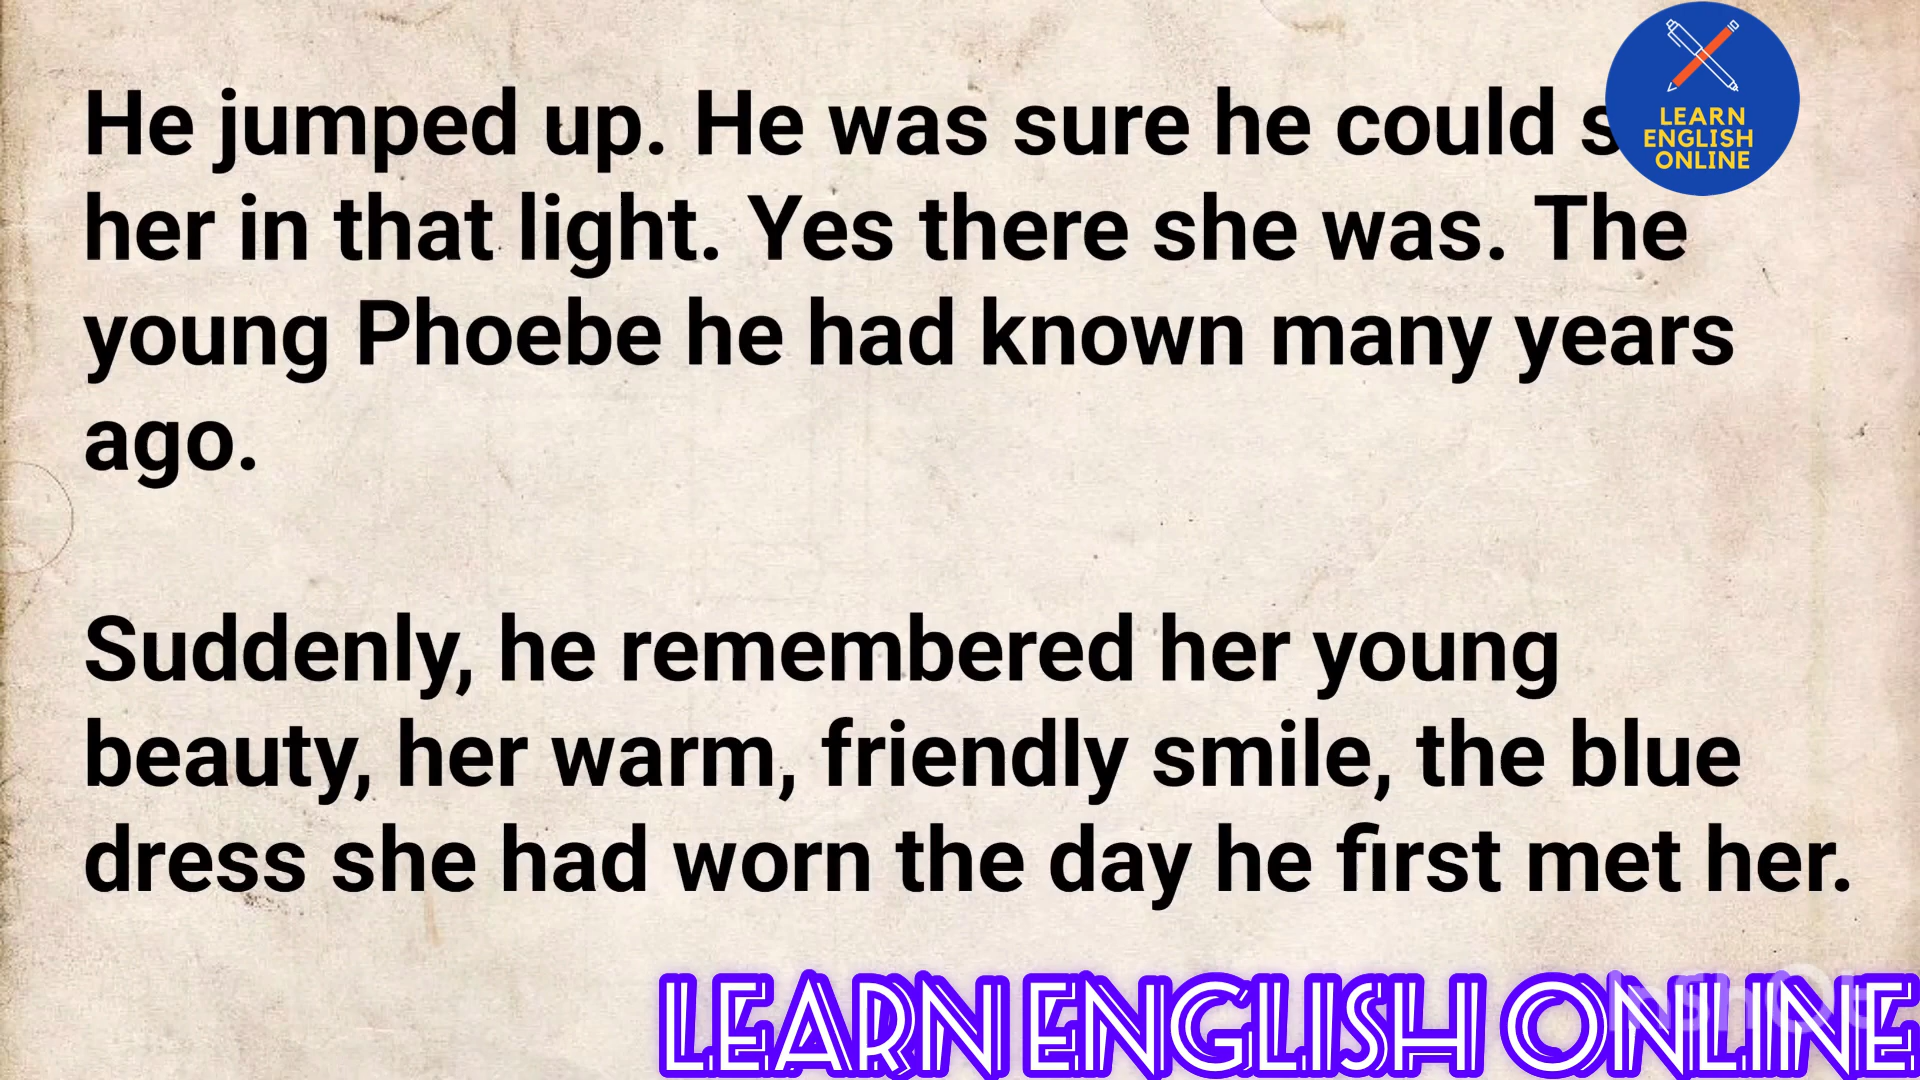 He jumped up. He was sure he could
her in that light. Yes there she was. The
young Phoebe he had known many years
ago.
Suddenly, he remembered her young
beauty, her warm, friendly smile, the blue
dress she had worn the day he first met her.
LEARN
ENGLISH
ONLINE
LEARN ENGLISH ONLINE